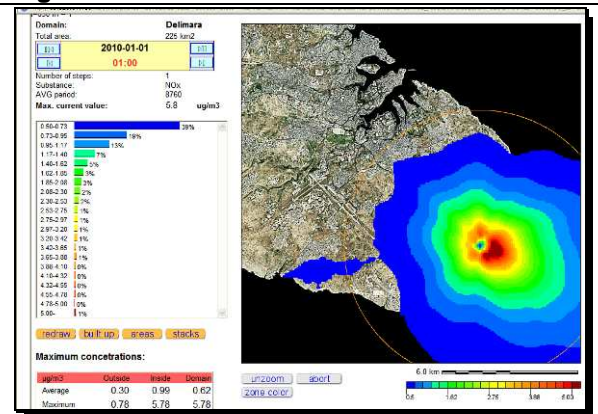 Domain: Delimara
Total area: 225 km2
2010-01-01
01:00
Number of steps: 1
Substance: NOx
AVG period: 8760
Max. current value: 5.8 ug/m3
0.50-0.73 39%
0.73-0.95 19%
0.95-1.17 13%
1.17-1.40 7%
1.40-1.62 5%
1.62-1.85 3%
1.85-2.08 3%
2.08-2.30 2%
2.30-2.53 2%
2.53-2.75 1%
2.75-2.97 1%
2.97-3.20 1%
3.20-3.42 1%
3.42-3.65 1%
3.65-3.88 1%
3.88-4.10 0%
4.10-4.32 0%
4.32-4.55 0%
4.55-4.78 0%
4.78-5.00 0%
5.00- 1%
redraw built up areas stacks
Maximum concetrations:
ug/m3 Outside Inside Domain
Average 0.30 0.99 0.62
Maximum 0.78 5.78 5.78
unzoom abort
zone color
6.0 km